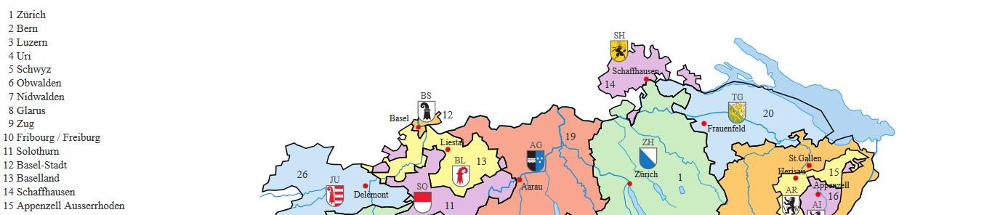 1 Zürich
2 Bern
3 Luzern
4 Uri
5 Schwyz
6 Obwalden
7 Nidwalden
8 Glarus
9 Zug
10 Fribourg / Freiburg
11 Solothurn
12 Basel-Stadt
13 Baselland
14 Schaffhausen
15 Appenzell Ausserrhoden
SH
Schaffhausen
14
BS
Basel
12
TG
20
Frauenfeld
Liestal
AG
19
ZH
BL
13
St.Gallen
26
JU
Zürich
1
Herisau
15
Delémont
SO
Aarau
Appenzell
AR
16
11
AI